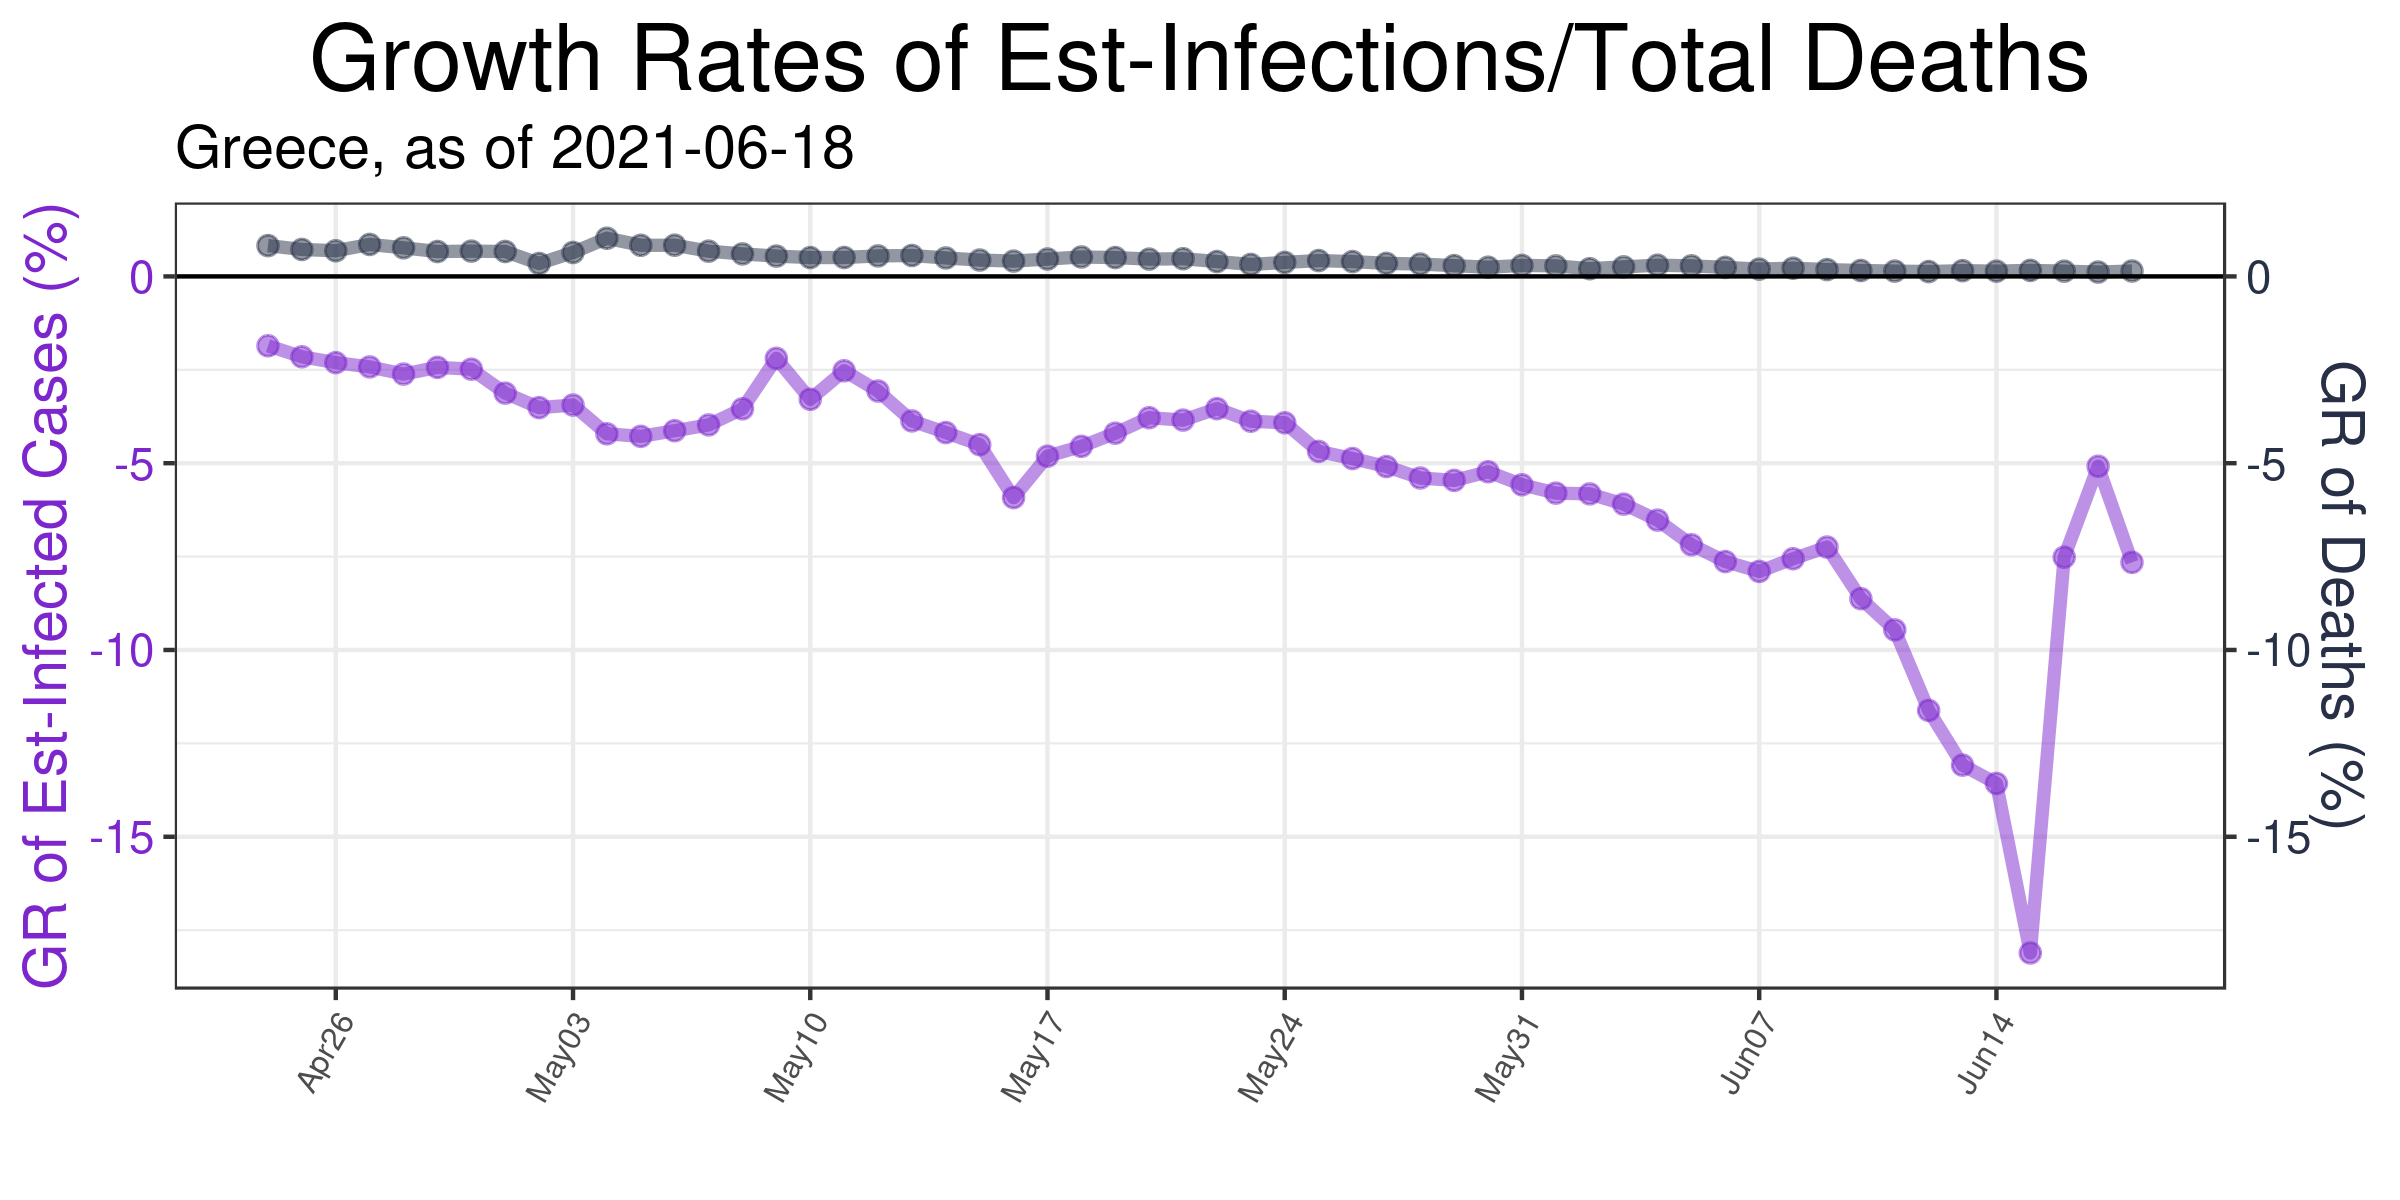 Growth Rates of Est-Infections/Total Deaths
Greece, as of 2021-06-18
GR of Est-Infected Cases (%)
0
-5
-10
-15
0
-5
-10
-15
GR of Deaths (%)
Apr26
May03
May10
May17
May24
May31
Jun07
Jun14